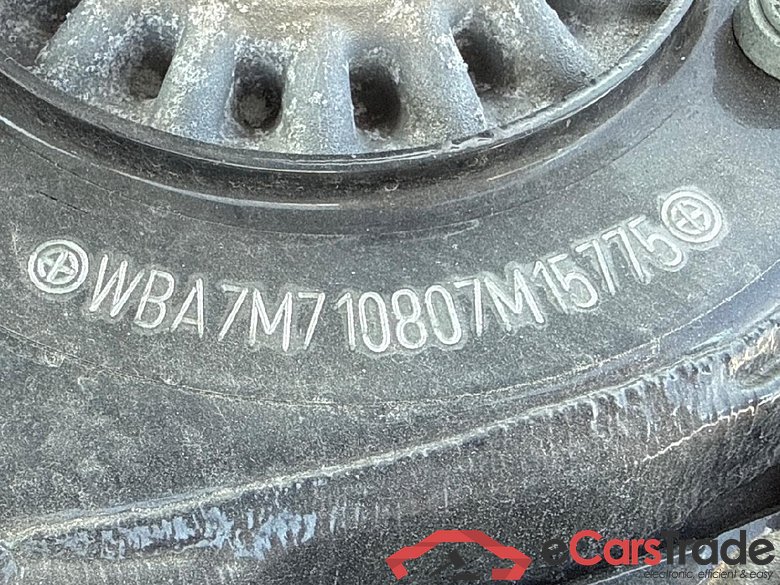 WBA7M710807M15775
eCarstrade
electronic, efficient & easy